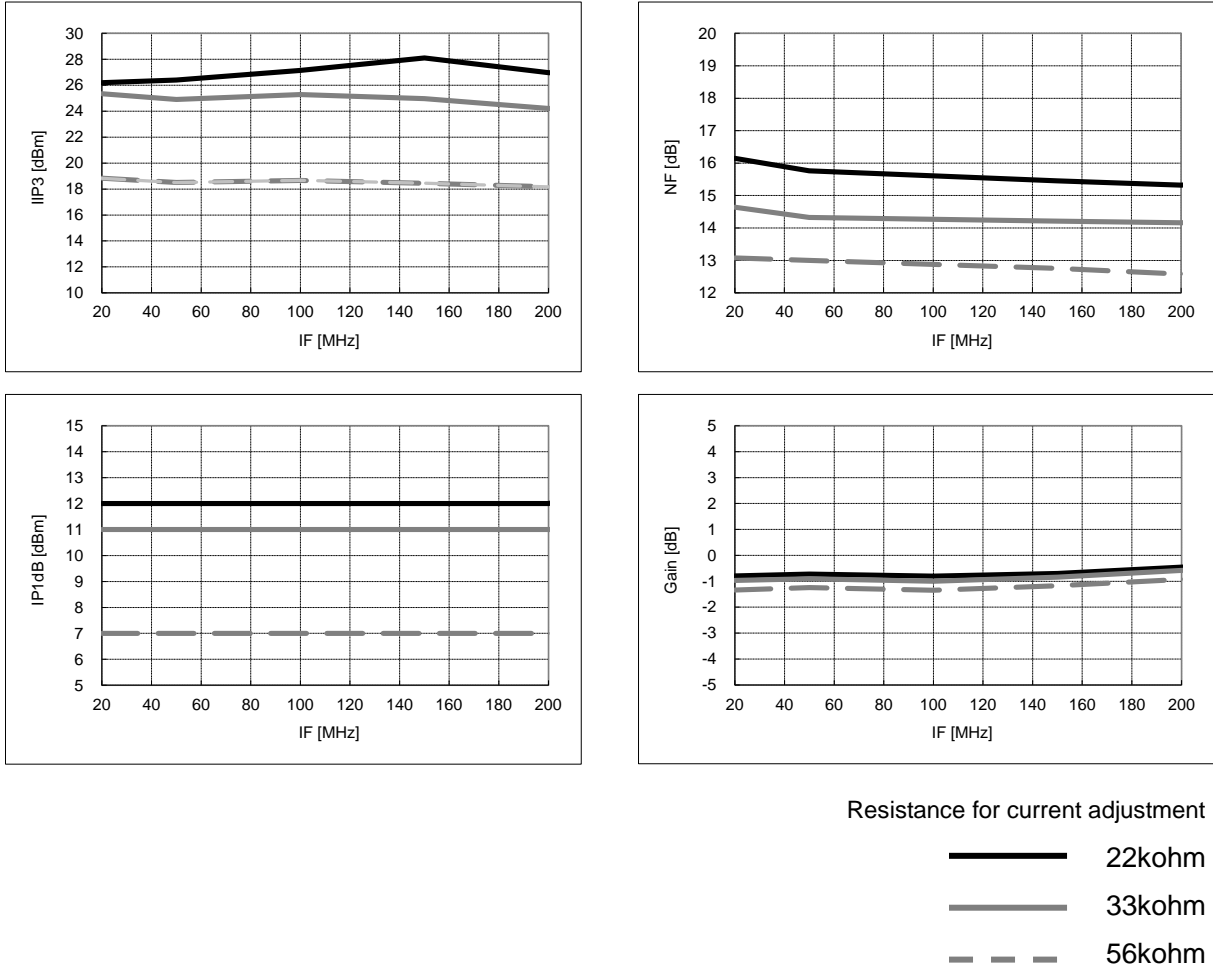 30
28
26
24
22
20
18
16
14
12
10
IIP3 [dBm]
20 40 60 80 100 120 140 160 180 200
IF [MHz]
20
19
18
17
16
15
14
13
12
NF [dB]
20 40 60 80 100 120 140 160 180 200
IF [MHz]
15
14
13
12
11
10
9
8
7
6
5
IP1dB [dBm]
20 40 60 80 100 120 140 160 180 200
IF [MHz]
5
4
3
2
1
0
-1
-2
-3
-4
-5
Gain [dB]
20 40 60 80 100 120 140 160 180 200
IF [MHz]
Resistance for current adjustment
22kohm
33kohm
56kohm